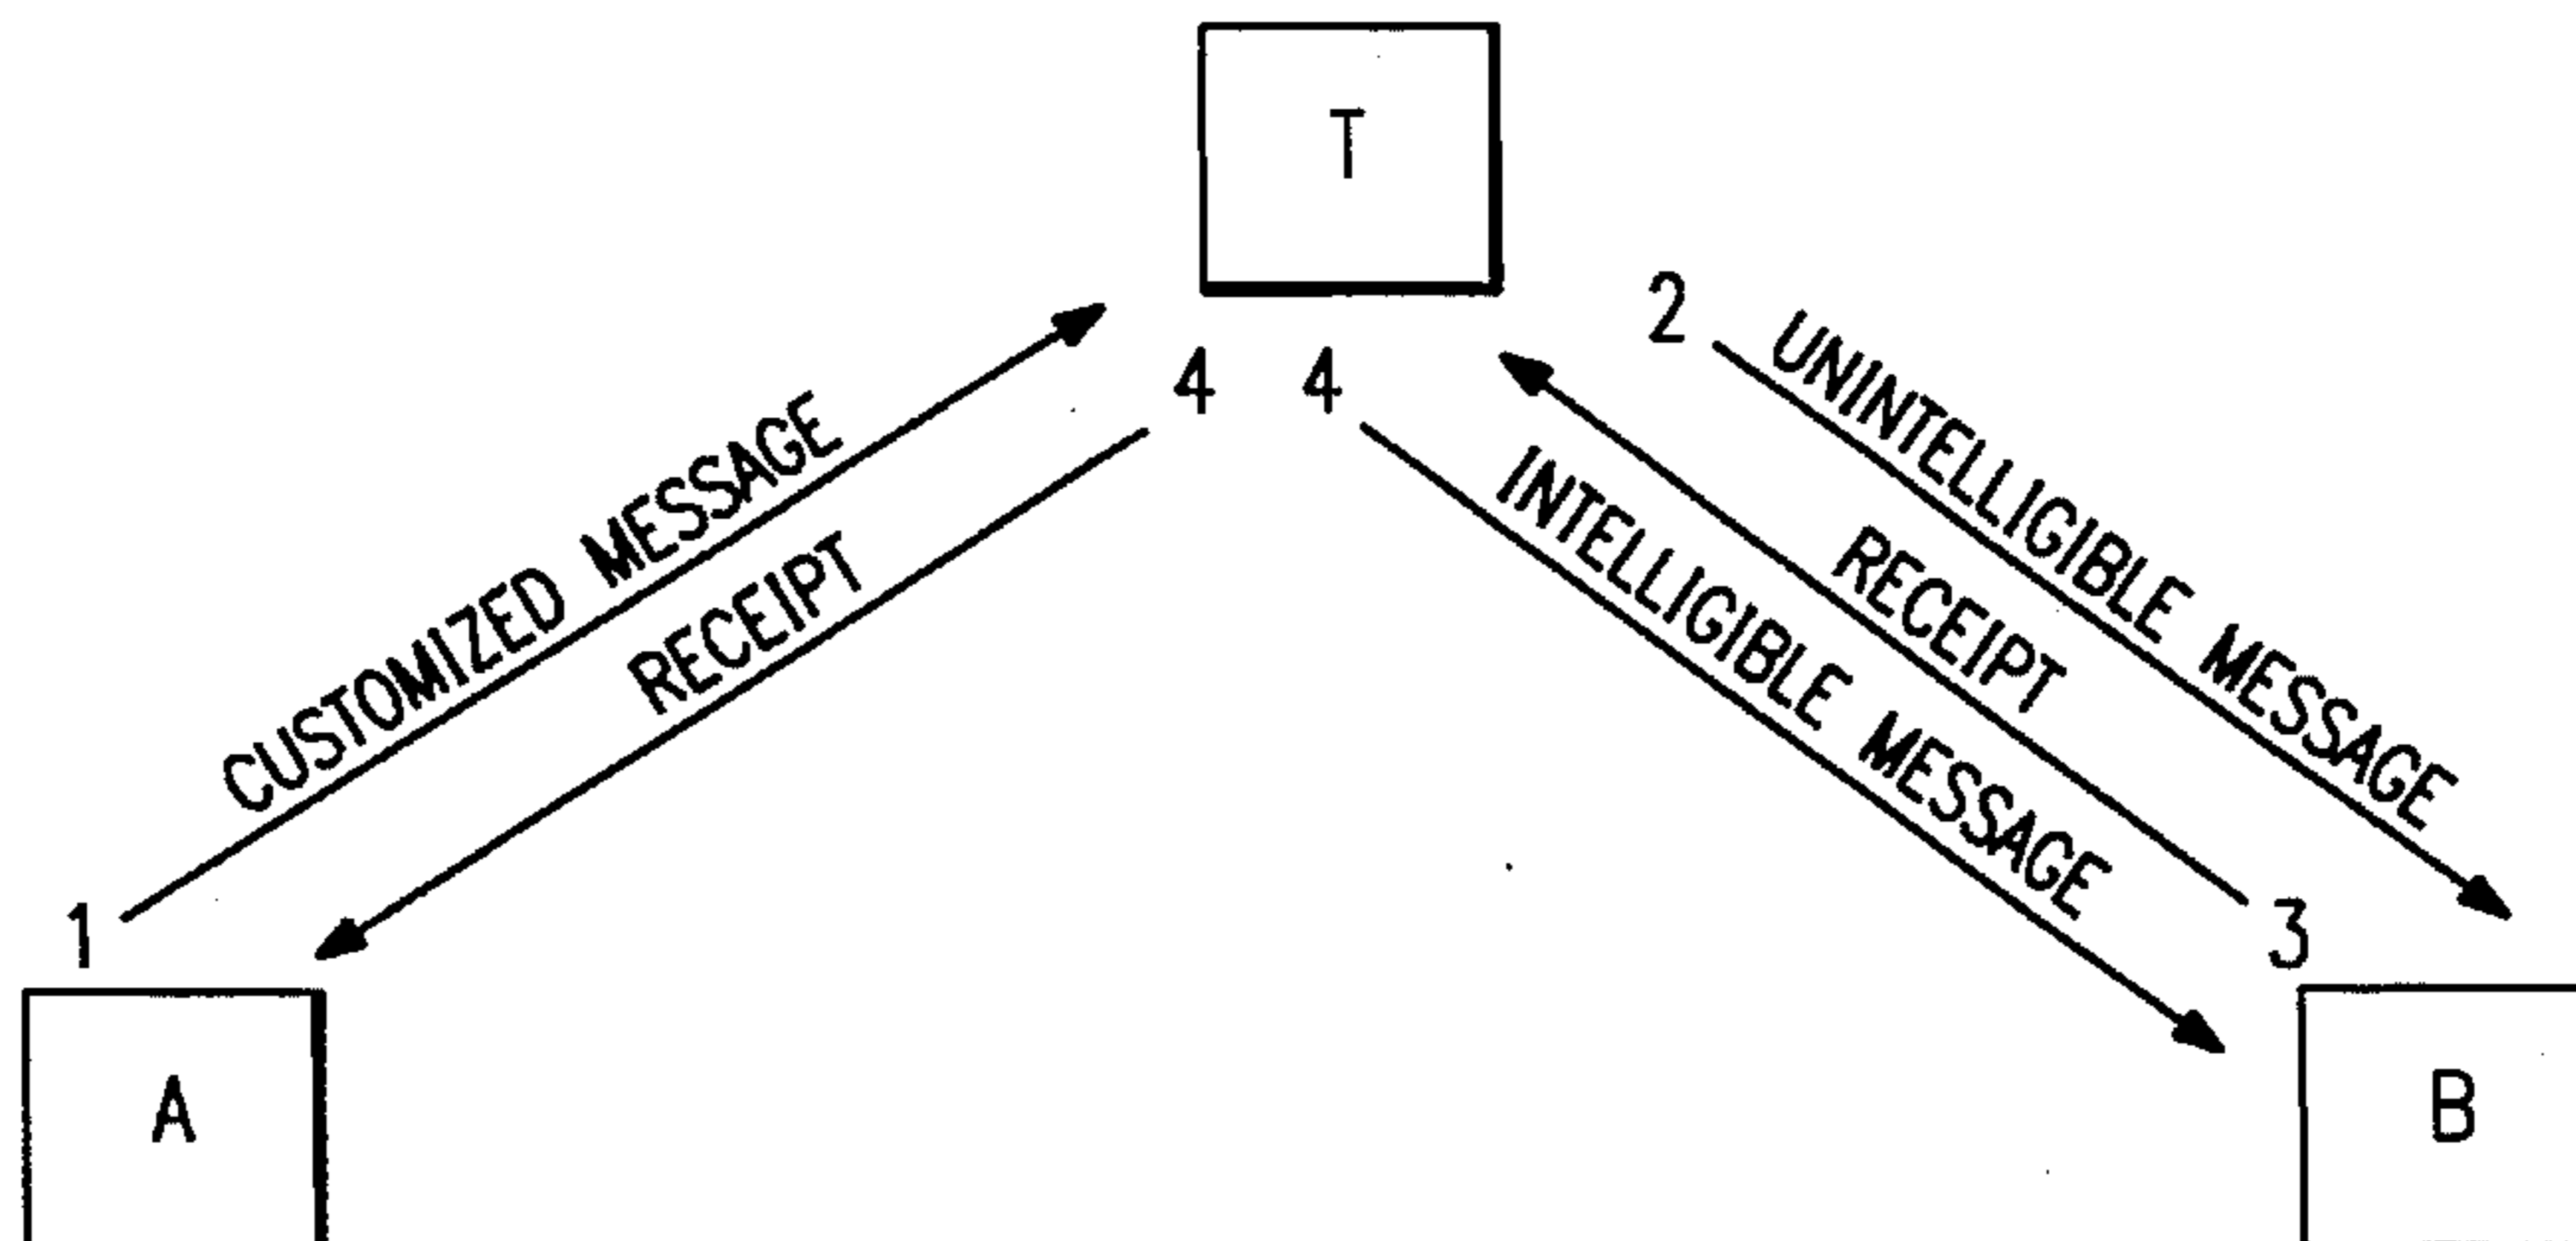 T
2
UNINTELLIGIBLE MESSAGE
4 4
CUSTOMIZED MESSAGE
RECEIPT
INTELLIGIBLE MESSAGE
RECEIPT
1
3
A
B